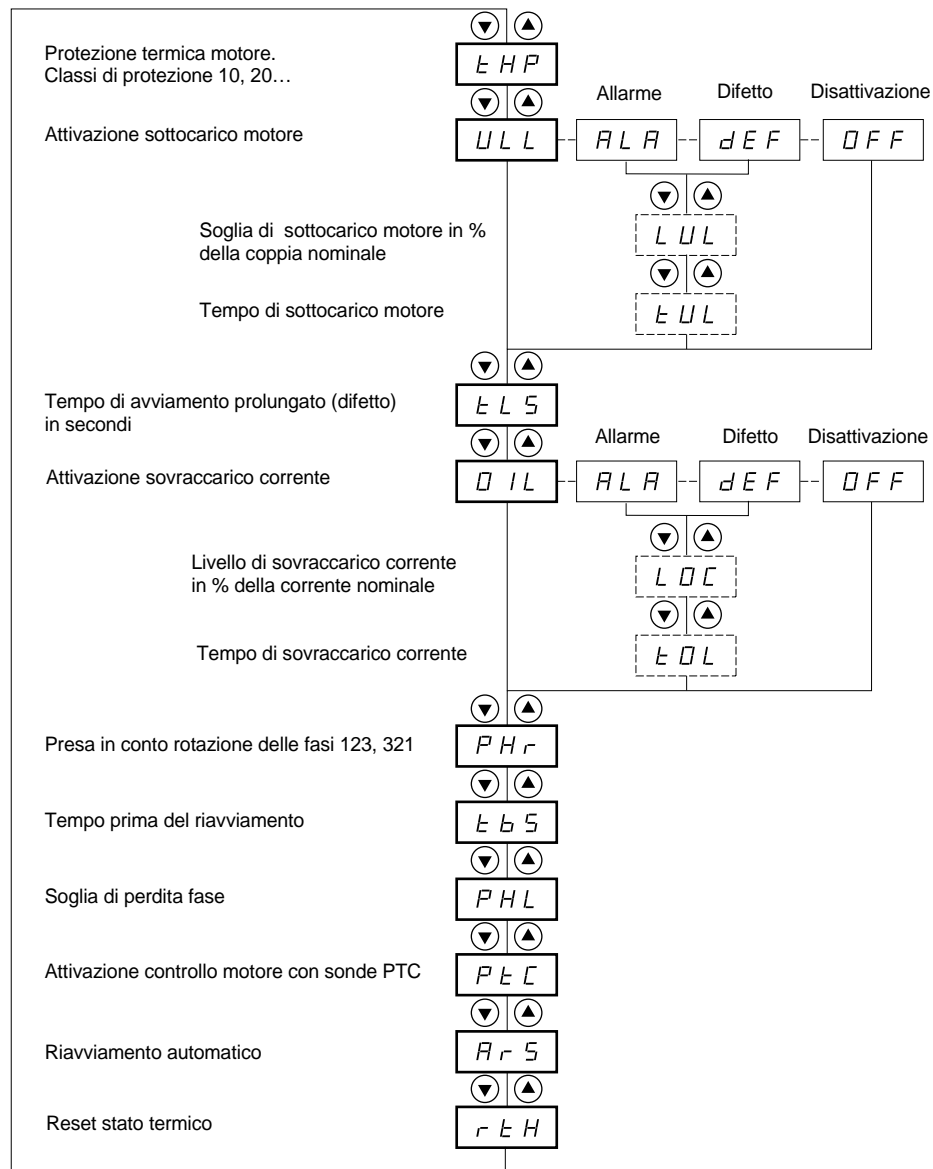 Protezione termica motore.
Classi di protezione 10, 20…
tHP
Allarme Difetto Disattivazione
Attivazione sottocarico motore
ULL ALA dEF OFF
Soglia di sottocarico motore in %
della coppia nominale
LUL
Tempo di sottocarico motore
tUL
Tempo di avviamento prolungato (difetto)
in secondi
tLS
Allarme Difetto Disattivazione
Attivazione sovraccarico corrente
OIL ALA dEF OFF
Livello di sovraccarico corrente
in % della corrente nominale
LOC
Tempo di sovraccarico corrente
tOL
Presa in conto rotazione delle fasi 123, 321
PHr
Tempo prima del riavviamento
tbS
Soglia di perdita fase
PHL
Attivazione controllo motore con sonde PTC
PtC
Riavviamento automatico
ArS
Reset stato termico
rtH